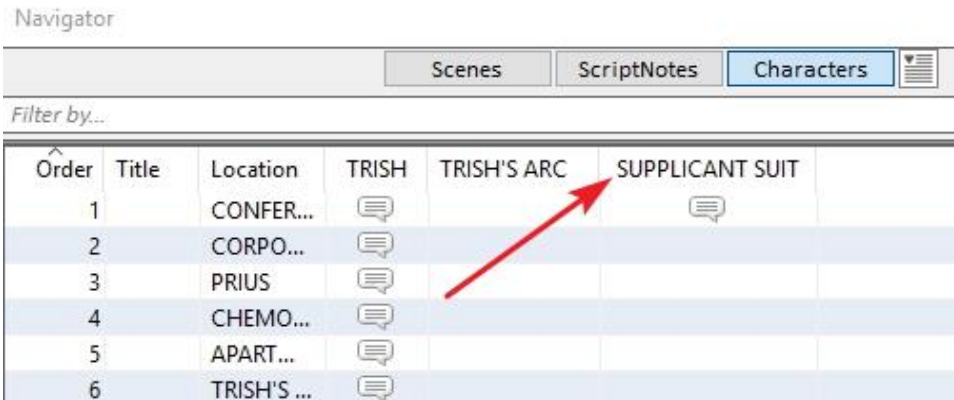 Navigator
Scenes ScriptNotes Characters
Filter by...
Order Title Location TRISH TRISH'S ARC SUPPLICANT SUIT
1 CONFER...
2 CORPO...
3 PRIUS
4 CHEMO...
5 APART...
6 TRISH'S ...